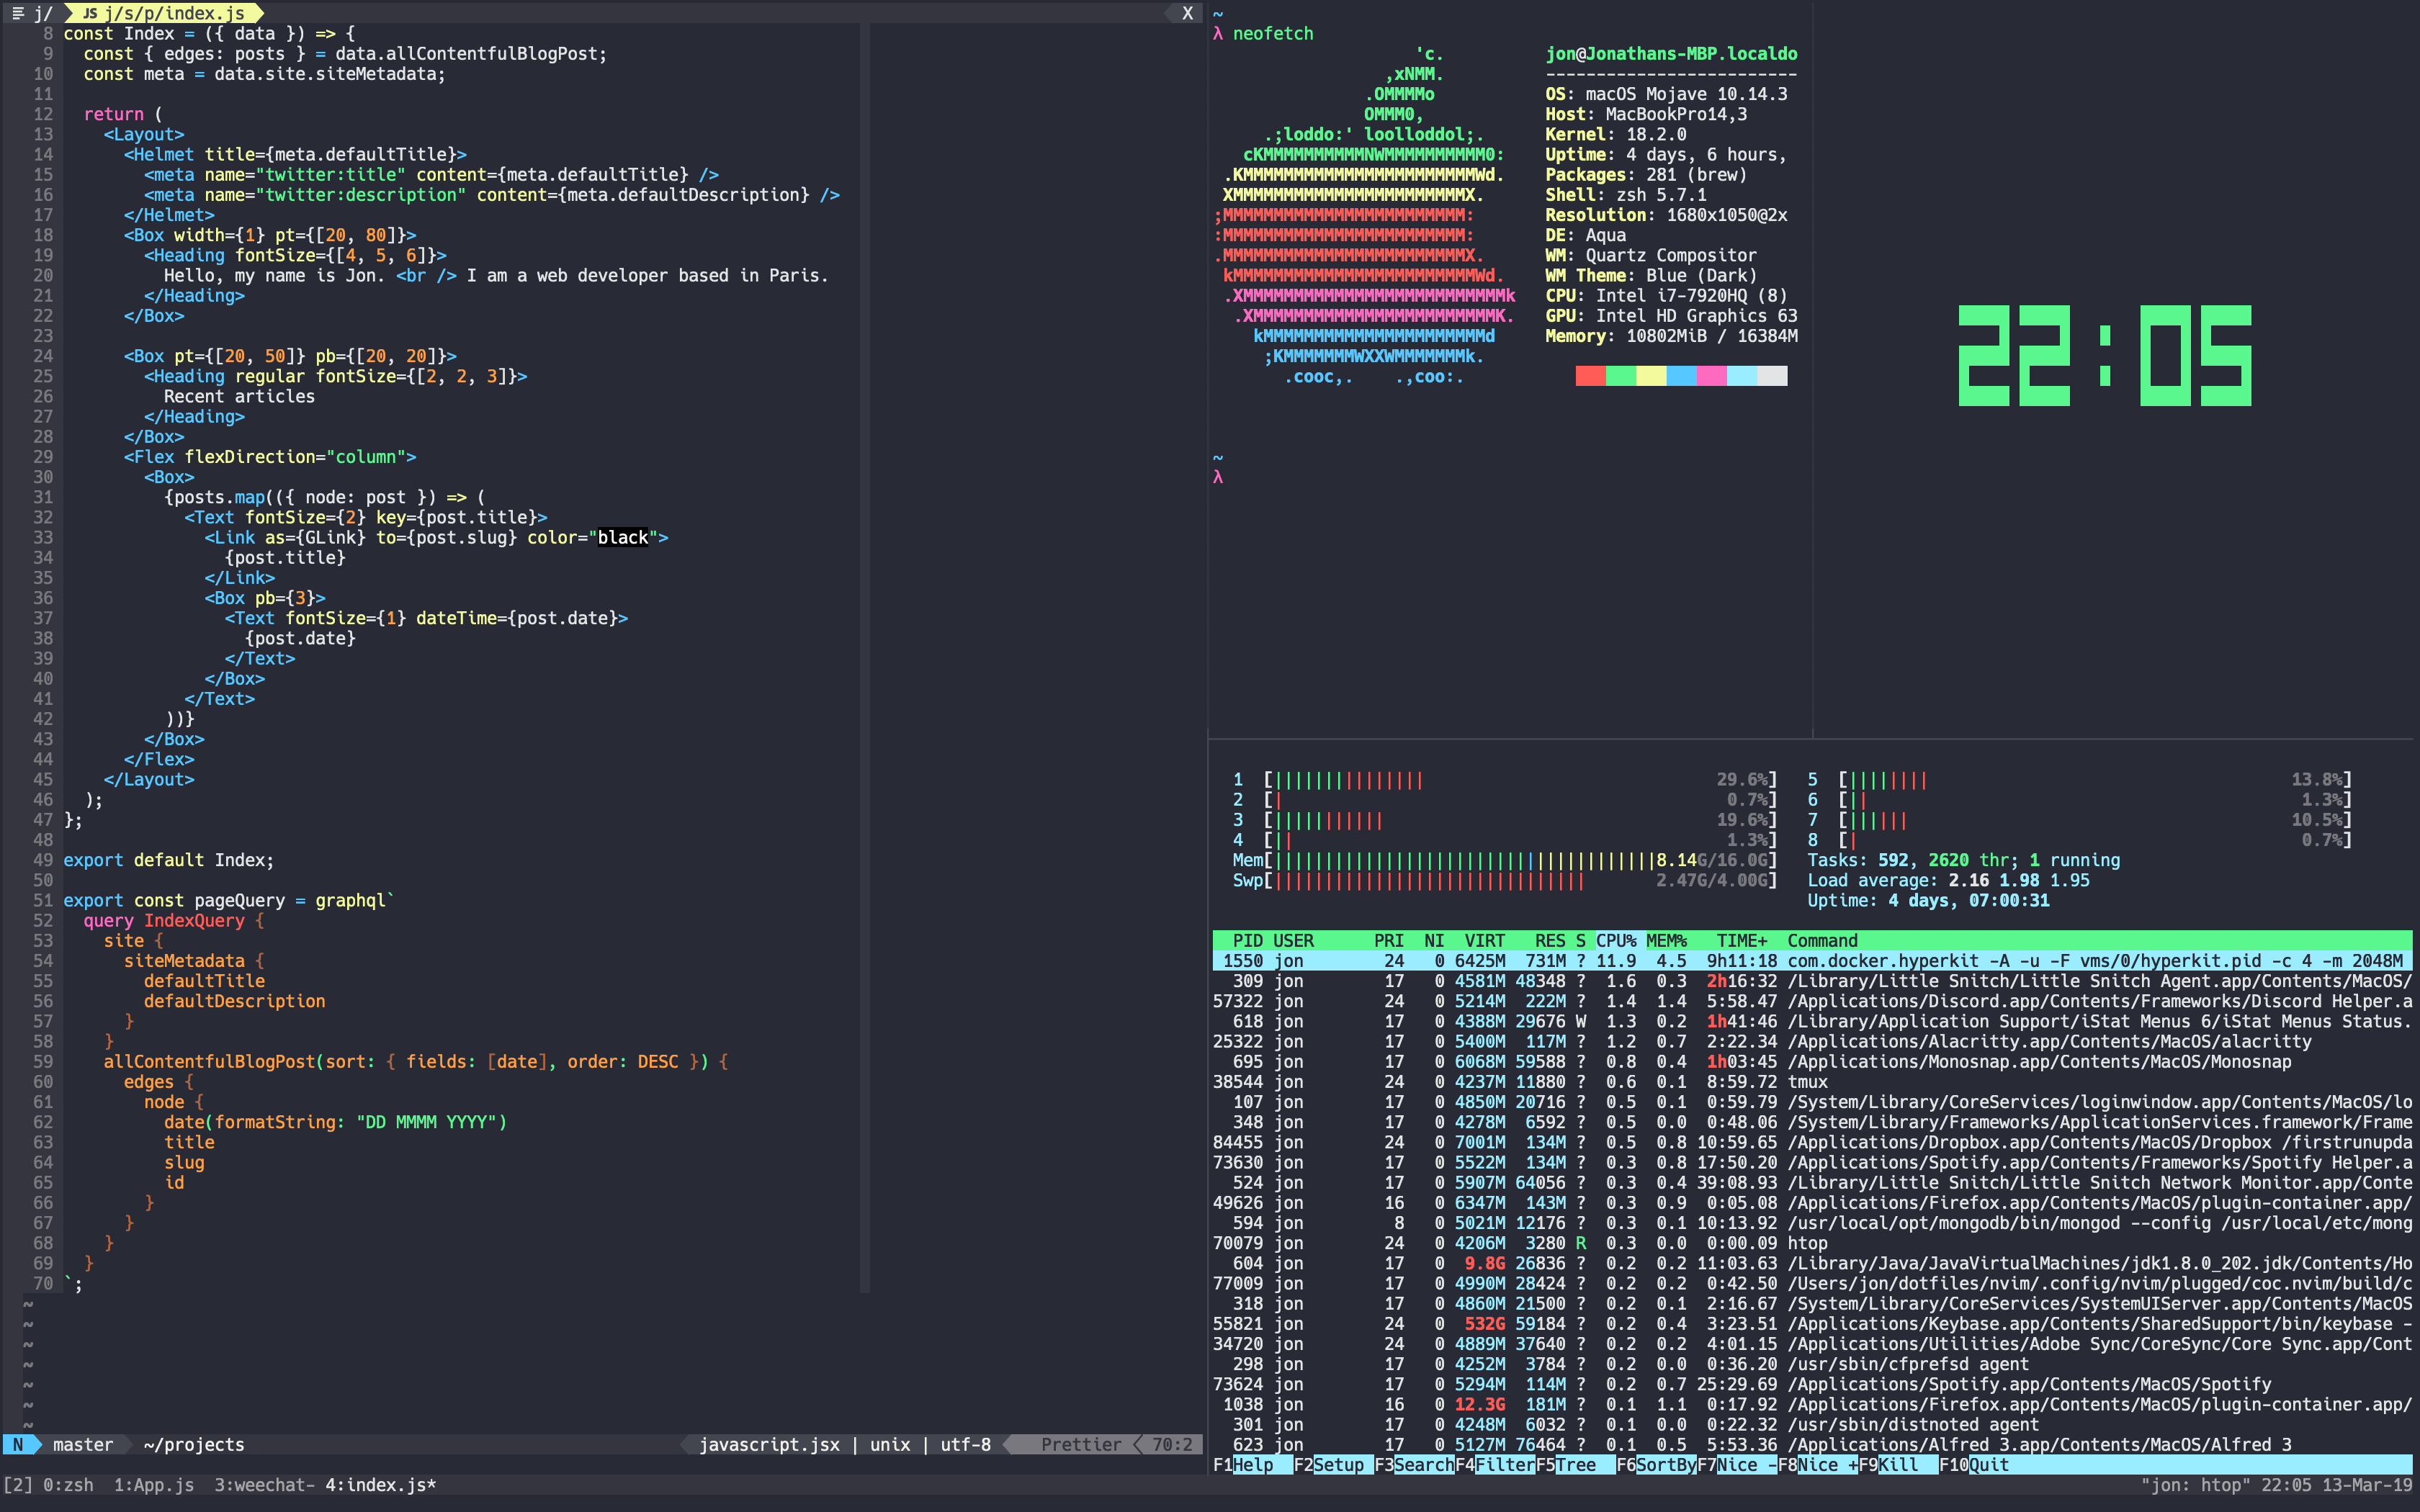 j/ JS j/s/p/index.js X
8 const Index = ({ data }) => {
9 const { edges: posts } = data.allContentfulBlogPost;
10 const meta = data.site.siteMetadata;
11
12 return (
13 <Layout>
14 <Helmet title={meta.defaultTitle}>
15 <meta name="twitter:title" content={meta.defaultTitle} />
16 <meta name="twitter:description" content={meta.defaultDescription} />
17 </Helmet>
18 <Box width={1} pt={[20, 80]}>
19 <Heading fontSize={[4, 5, 6]}>
20 Hello, my name is Jon. <br /> I am a web developer based in Paris.
21 </Heading>
22 </Box>
23
24 <Box pt={[20, 50]} pb={[20, 20]}>
25 <Heading regular fontSize={[2, 2, 3]}>
26 Recent articles
27 </Heading>
28 </Box>
29 <Flex flexDirection="column">
30 <Box>
31 {posts.map(({ node: post }) => (
32 <Text fontSize={2} key={post.title}>
33 <Link as={GLink} to={post.slug} color="black">
34 {post.title}
35 </Link>
36 <Box pb={3}>
37 <Text fontSize={1} dateTime={post.date}>
38 {post.date}
39 </Text>
40 </Box>
41 </Text>
42 ))}
43 </Box>
44 </Flex>
45 </Layout>
46 );
47 };
48
49 export default Index;
50
51 export const pageQuery = graphql`
52 query IndexQuery {
53 site {
54 siteMetadata {
55 defaultTitle
56 defaultDescription
57 }
58 }
59 allContentfulBlogPost(sort: { fields: [date], order: DESC }) {
60 edges {
61 node {
62 date(formatString: "DD MMMM YYYY")
63 title
64 slug
65 id
66 }
67 }
68 }
69 }
70 `;
~
~
~
~
~
~
~
N master ~/projects javascript.jsx | unix | utf-8 Prettier 70:2
~
λ neofetch
'c.
,xNMM.
.OMMMMo
OMMM0,
.;loddo:' loolloddol;.
cKMMMMMMMMMMNWMMMMMMMMMM0:
.KMMMMMMMMMMMMMMMMMMMMMMMWd.
XMMMMMMMMMMMMMMMMMMMMMMMX.
;MMMMMMMMMMMMMMMMMMMMMMMM:
:MMMMMMMMMMMMMMMMMMMMMMMM:
.MMMMMMMMMMMMMMMMMMMMMMMMX.
kMMMMMMMMMMMMMMMMMMMMMMMMWd.
.XMMMMMMMMMMMMMMMMMMMMMMMMMMk
.XMMMMMMMMMMMMMMMMMMMMMMMMK.
kMMMMMMMMMMMMMMMMMMMMMMd
;KMMMMMMMWXXWMMMMMMMk.
.cooc,. .,coo:.
jon@Jonathans-MBP.localdo
-------------------------
OS: macOS Mojave 10.14.3
Host: MacBookPro14,3
Kernel: 18.2.0
Uptime: 4 days, 6 hours,
Packages: 281 (brew)
Shell: zsh 5.7.1
Resolution: 1680x1050@2x
DE: Aqua
WM: Quartz Compositor
WM Theme: Blue (Dark)
CPU: Intel i7-7920HQ (8)
GPU: Intel HD Graphics 63
Memory: 10802MiB / 16384M
~
λ
22:05
1 [||||||||||||||| 29.6%] 5 [|||||||| 13.8%]
2 [| 0.7%] 6 [|| 1.3%]
3 [||||||||||| 19.6%] 7 [|||||| 10.5%]
4 [|| 1.3%] 8 [| 0.7%]
Mem[||||||||||||||||||||||||||||||||||||||8.14G/16.0G] Tasks: 592, 2620 thr; 1 running
Swp[||||||||||||||||||||||||||||||| 2.47G/4.00G] Load average: 2.16 1.98 1.95
Uptime: 4 days, 07:00:31
PID USER PRI NI VIRT RES S CPU% MEM% TIME+ Command
1550 jon 24 0 6425M 731M ? 11.9 4.5 9h11:18 com.docker.hyperkit -A -u -F vms/0/hyperkit.pid -c 4 -m 2048M
309 jon 17 0 4581M 48348 ? 1.6 0.3 2h16:32 /Library/Little Snitch/Little Snitch Agent.app/Contents/MacOS/
57322 jon 24 0 5214M 222M ? 1.4 1.4 5:58.47 /Applications/Discord.app/Contents/Frameworks/Discord Helper.a
618 jon 17 0 4388M 29676 W 1.3 0.2 1h41:46 /Library/Application Support/iStat Menus 6/iStat Menus Status.
25322 jon 17 0 5400M 117M ? 1.2 0.7 2:22.34 /Applications/Alacritty.app/Contents/MacOS/alacritty
695 jon 17 0 6068M 59588 ? 0.8 0.4 1h03:45 /Applications/Monosnap.app/Contents/MacOS/Monosnap
38544 jon 24 0 4237M 11880 ? 0.6 0.1 8:59.72 tmux
107 jon 17 0 4850M 20716 ? 0.5 0.1 0:59.79 /System/Library/CoreServices/loginwindow.app/Contents/MacOS/lo
348 jon 17 0 4278M 6592 ? 0.5 0.0 0:48.06 /System/Library/Frameworks/ApplicationServices.framework/Frame
84455 jon 24 0 7001M 134M ? 0.5 0.8 10:59.65 /Applications/Dropbox.app/Contents/MacOS/Dropbox /firstrunupda
73630 jon 17 0 5522M 134M ? 0.3 0.8 17:50.20 /Applications/Spotify.app/Contents/Frameworks/Spotify Helper.a
524 jon 17 0 5907M 64056 ? 0.3 0.4 39:08.93 /Library/Little Snitch/Little Snitch Network Monitor.app/Conte
49626 jon 16 0 6347M 143M ? 0.3 0.9 0:05.08 /Applications/Firefox.app/Contents/MacOS/plugin-container.app/
594 jon 8 0 5021M 12176 ? 0.3 0.1 10:13.92 /usr/local/opt/mongodb/bin/mongod --config /usr/local/etc/mong
70079 jon 24 0 4206M 3280 R 0.3 0.0 0:00.09 htop
604 jon 17 0 9.8G 26836 ? 0.2 0.2 11:03.63 /Library/Java/JavaVirtualMachines/jdk1.8.0_202.jdk/Contents/Ho
77009 jon 17 0 4990M 28424 ? 0.2 0.2 0:42.50 /Users/jon/dotfiles/nvim/.config/nvim/plugged/coc.nvim/build/c
318 jon 17 0 4860M 21500 ? 0.2 0.1 2:16.67 /System/Library/CoreServices/SystemUIServer.app/Contents/MacOS
55821 jon 24 0 532G 59184 ? 0.2 0.4 3:23.51 /Applications/Keybase.app/Contents/SharedSupport/bin/keybase -
34720 jon 24 0 4889M 37640 ? 0.2 0.2 4:01.15 /Applications/Utilities/Adobe Sync/CoreSync/Core Sync.app/Cont
298 jon 17 0 4252M 3784 ? 0.2 0.0 0:36.20 /usr/sbin/cfprefsd agent
73624 jon 17 0 5294M 114M ? 0.2 0.7 25:29.69 /Applications/Spotify.app/Contents/MacOS/Spotify
1038 jon 16 0 12.3G 181M ? 0.1 1.1 0:17.92 /Applications/Firefox.app/Contents/MacOS/plugin-container.app/
301 jon 17 0 4248M 6032 ? 0.1 0.0 0:22.32 /usr/sbin/distnoted agent
623 jon 17 0 5127M 76464 ? 0.1 0.5 5:53.36 /Applications/Alfred 3.app/Contents/MacOS/Alfred 3
F1Help F2Setup F3SearchF4FilterF5Tree F6SortByF7Nice -F8Nice +F9Kill F10Quit
[2] 0:zsh 1:App.js 3:weechat- 4:index.js* "jon: htop" 22:05 13-Mar-19